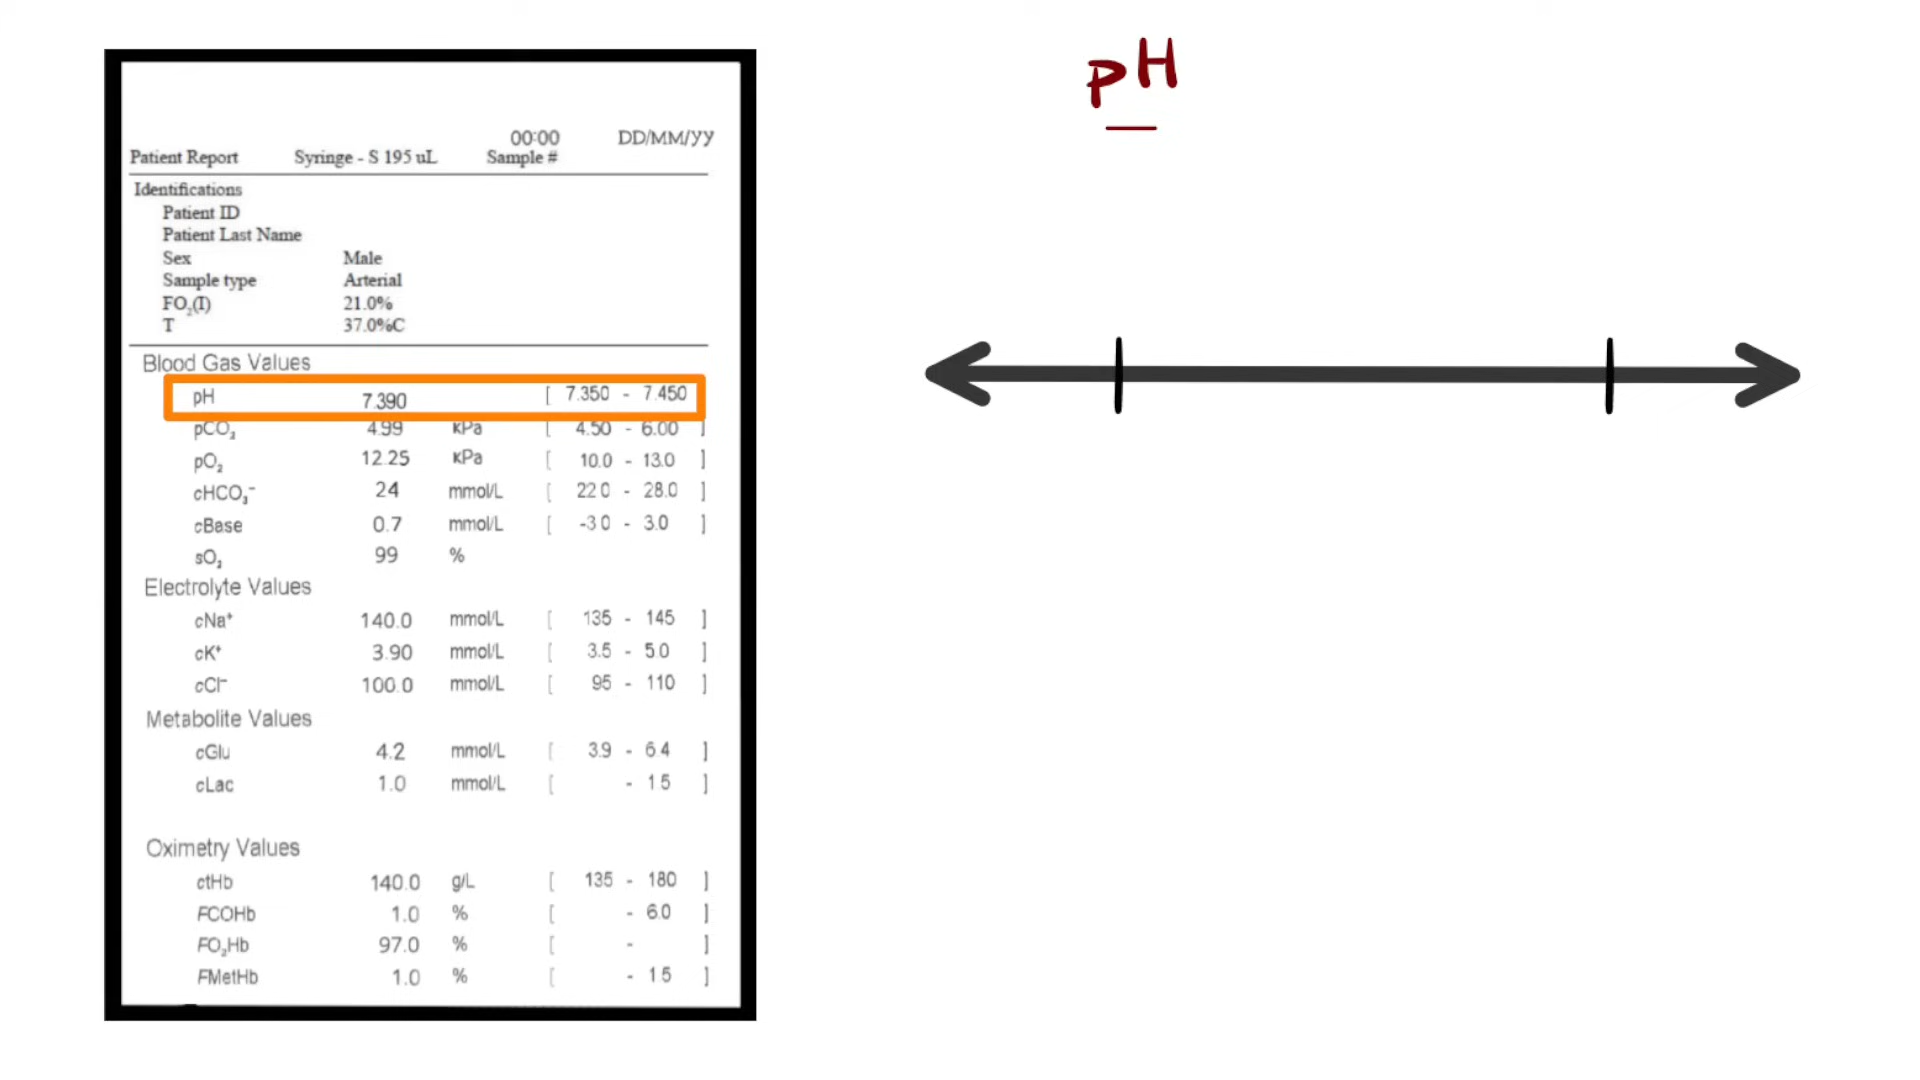 pH
00:00 DD/MM/YY
Patient Report Syringe - S 195 uL Sample #
Identifications
Patient ID
Patient Last Name
Sex Male
Sample type Arterial
FO₂(I) 21.0%
T 37.0%C
Blood Gas Values
pH 7.390 [ 7.350 - 7.450
pCO₂ 4.99 kPa [ 4.50 - 6.00 ]
pO₂ 12.25 kPa [ 10.0 - 13.0 ]
cHCO₃⁻ 24 mmol/L [ 22.0 - 28.0 ]
cBase 0.7 mmol/L [ -3.0 - 3.0 ]
sO₂ 99 %
Electrolyte Values
cNa⁺ 140.0 mmol/L [ 135 - 145 ]
cK⁺ 3.90 mmol/L [ 3.5 - 5.0 ]
cCl⁻ 100.0 mmol/L [ 95 - 110 ]
Metabolite Values
cGlu 4.2 mmol/L [ 3.9 - 6.4 ]
cLac 1.0 mmol/L [ - 1.5 ]
Oximetry Values
ctHb 140.0 g/L [ 135 - 180 ]
FCOHb 1.0 % [ - 6.0 ]
FO₂Hb 97.0 % [ - ]
FMetHb 1.0 % [ - 1.5 ]